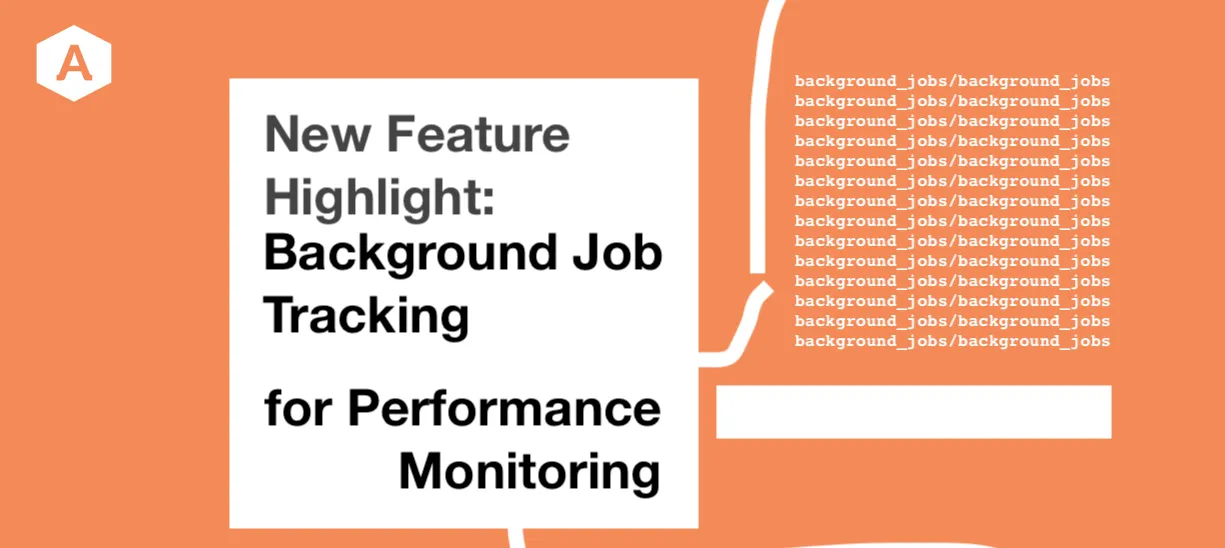 A
New Feature
Highlight:
Background Job
Tracking
for Performance
Monitoring
background_jobs/background_jobs
background_jobs/background_jobs
background_jobs/background_jobs
background_jobs/background_jobs
background_jobs/background_jobs
background_jobs/background_jobs
background_jobs/background_jobs
background_jobs/background_jobs
background_jobs/background_jobs
background_jobs/background_jobs
background_jobs/background_jobs
background_jobs/background_jobs
background_jobs/background_jobs
background_jobs/background_jobs